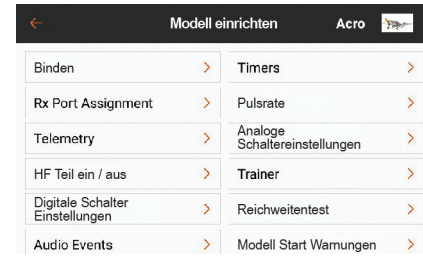 Modell einrichten Acro
Binden
Timers
Rx Port Assignment
Pulsrate
Telemetry
Analoge
Schaltereinstellungen
HF Teil ein / aus
Trainer
Digitale Schalter
Einstellungen
Reichweitentest
Audio Events
Modell Start Warnungen